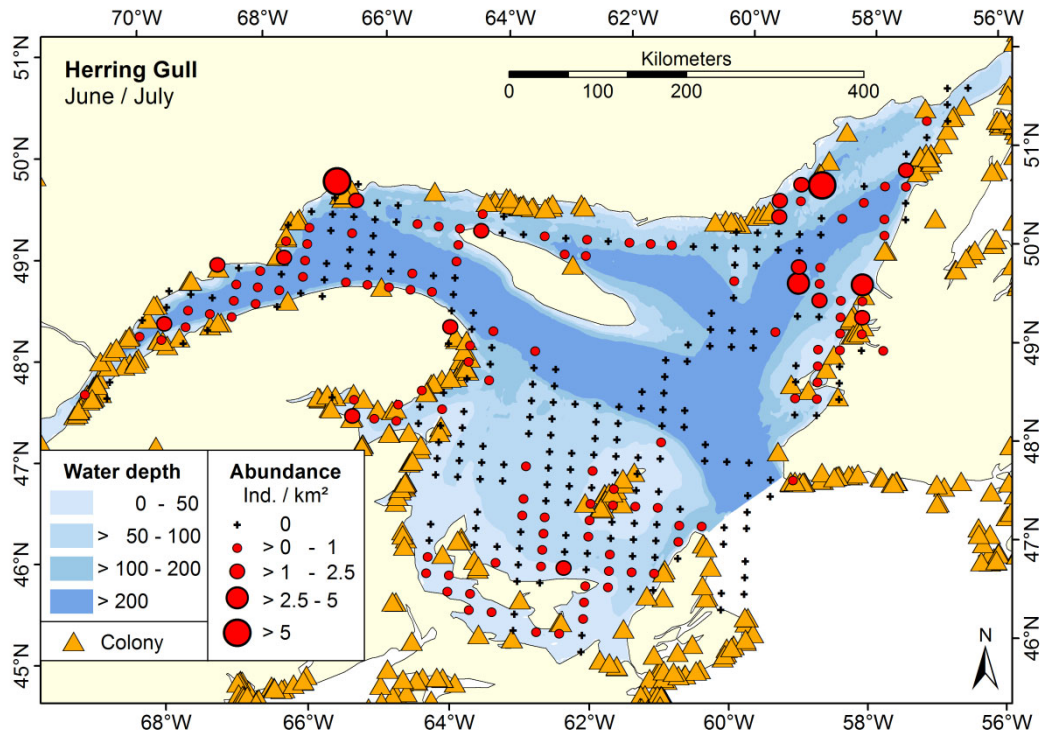 70°W 68°W 66°W 64°W 62°W 60°W 58°W 56°W
51°N
50°N
49°N
48°N
47°N
46°N
45°N
Herring Gull
June / July
Kilometers
0 100 200 400
51°N
50°N
49°N
48°N
47°N
46°N
Water depth
0 - 50
> 50 - 100
> 100 - 200
> 200
Colony
Abundance
Ind. / km²
0
> 0 - 1
> 1 - 2.5
> 2.5 - 5
> 5
N
68°W 66°W 64°W 62°W 60°W 58°W 56°W